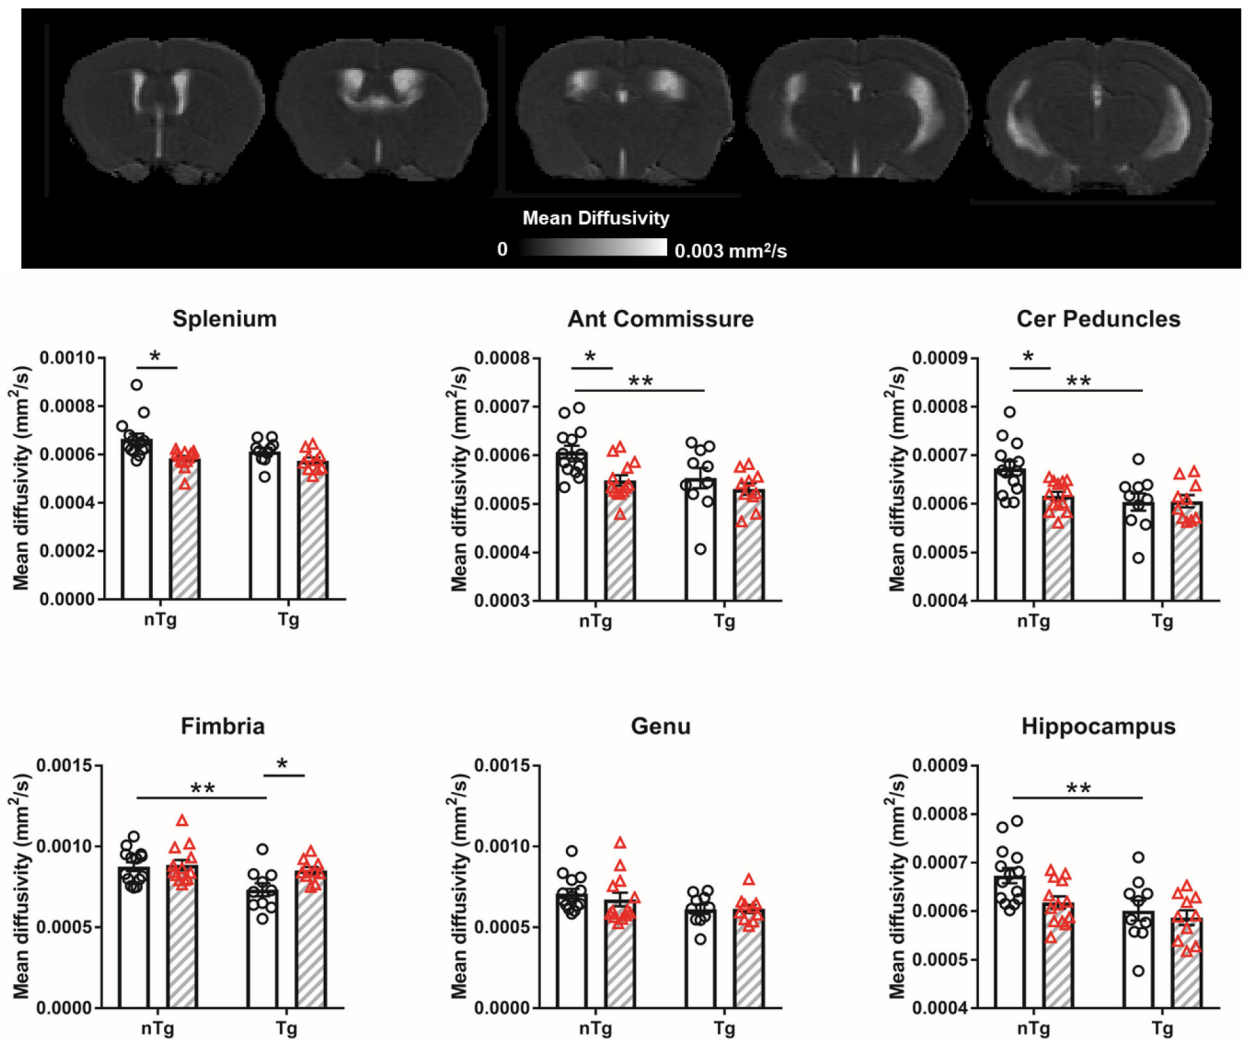 Mean Diffusivity
0 0.003 mm²/s
Splenium
Mean diffusivity (mm²/s)
0.0010
0.0008
0.0006
0.0004
0.0002
0.0000
*
nTg Tg
Ant Commissure
Mean diffusivity (mm²/s)
0.0008
0.0007
0.0006
0.0005
0.0004
0.0003
*
**
nTg Tg
Cer Peduncles
Mean diffusivity (mm²/s)
0.0009
0.0008
0.0007
0.0006
0.0005
0.0004
*
**
nTg Tg
Fimbria
Mean diffusivity (mm²/s)
0.0015
0.0010
0.0005
0.0000
**
*
nTg Tg
Genu
Mean diffusivity (mm²/s)
0.0015
0.0010
0.0005
0.0000
nTg Tg
Hippocampus
Mean diffusivity (mm²/s)
0.0009
0.0008
0.0007
0.0006
0.0005
0.0004
**
nTg Tg